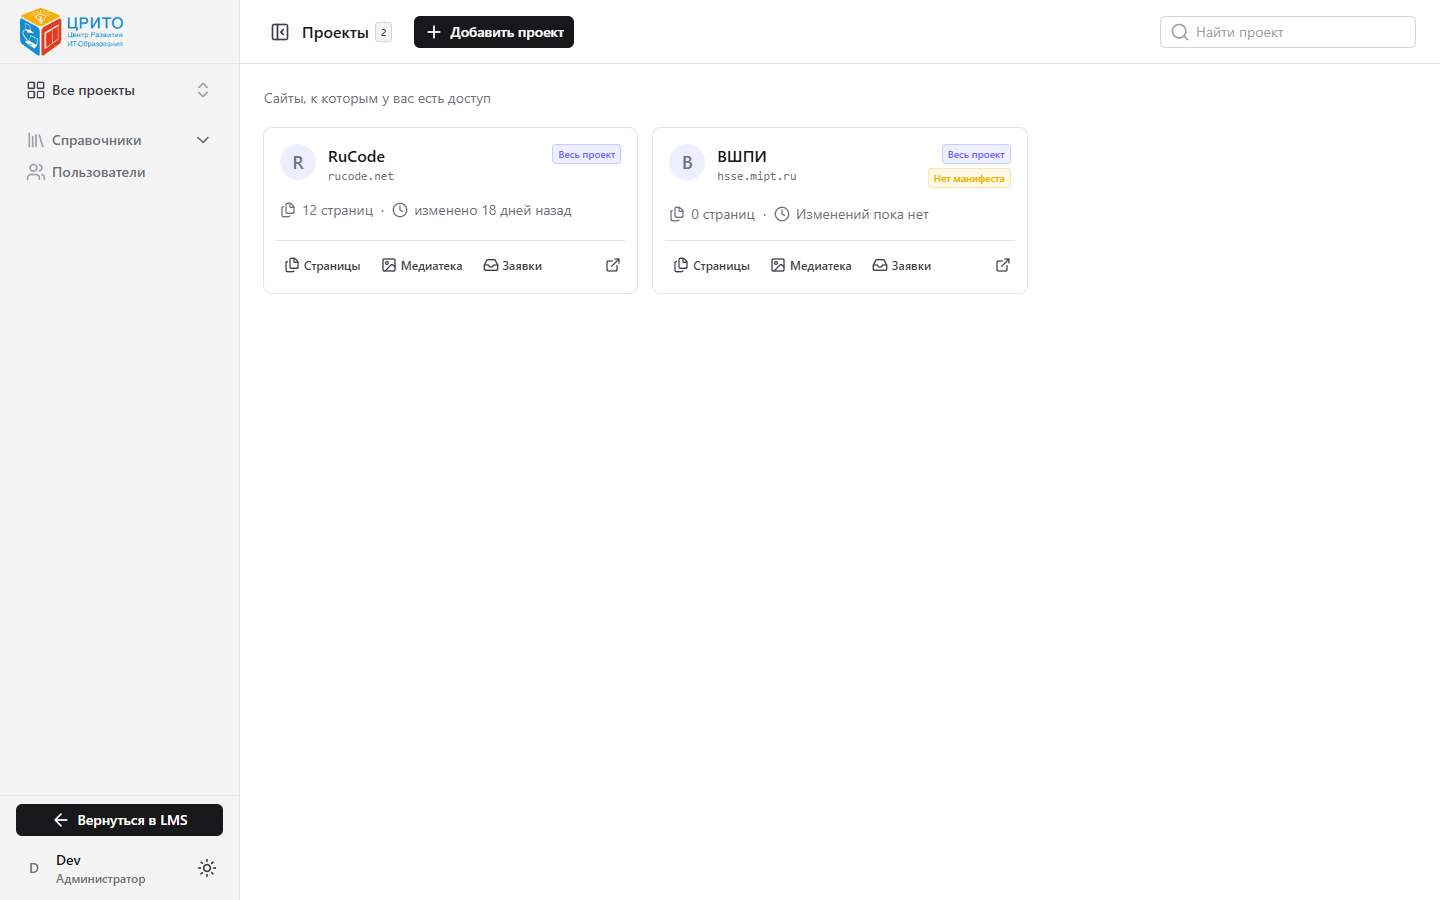 ЦРИТО
Центр Развития
ИТ-Образования
Все проекты
Справочники
Пользователи
Вернуться в LMS
D
Dev
Администратор
Проекты 2
Добавить проект
Найти проект
Сайты, к которым у вас есть доступ
R
RuCode
rucode.net
Весь проект
12 страниц · изменено 18 дней назад
Страницы Медиатека Заявки
В
ВШПИ
hsse.mipt.ru
Весь проект
Нет манифеста
0 страниц · Изменений пока нет
Страницы Медиатека Заявки